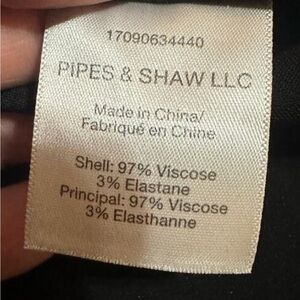 17090634440
PIPES & SHAW LLC
Made in China/
Fabriqué en Chine
Shell: 97% Viscose
3% Elastane
Principal: 97% Viscose
3% Elasthanne